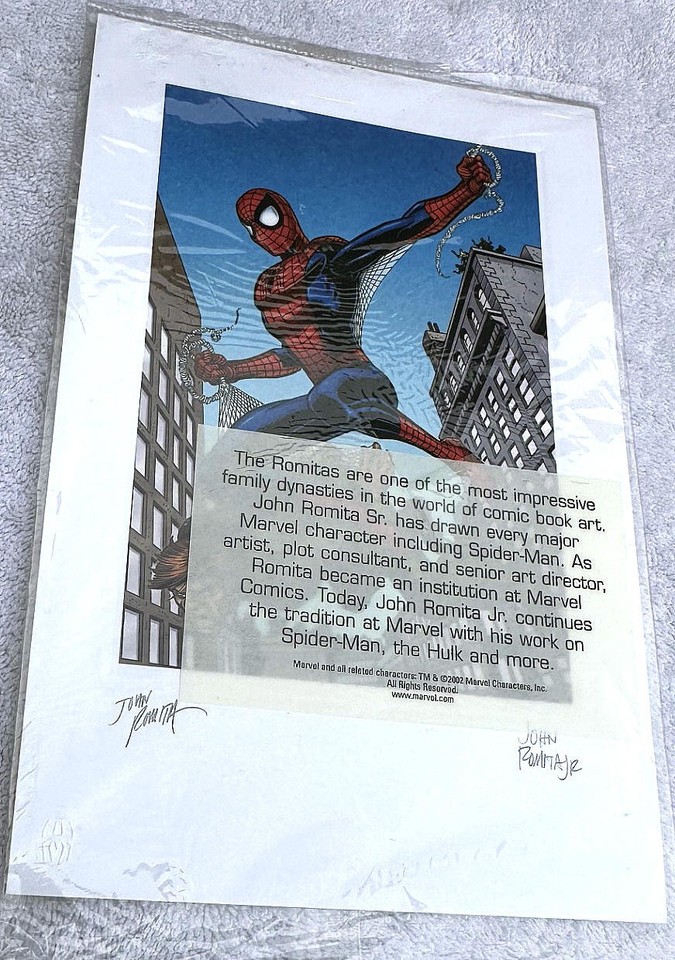 The Romitas are one of the most impressive
family dynasties in the world of comic book art.
John Romita Sr. has drawn every major
Marvel character including Spider-Man. As
artist, plot consultant, and senior art director,
Romita became an institution at Marvel
Comics. Today, John Romita Jr. continues
the tradition at Marvel with his work on
Spider-Man, the Hulk and more.
Marvel and all related characters: TM & ©2002 Marvel Characters, Inc.
All Rights Reserved.
www.marvel.com
JOHN
ROMITA
JOHN
ROMITA JR